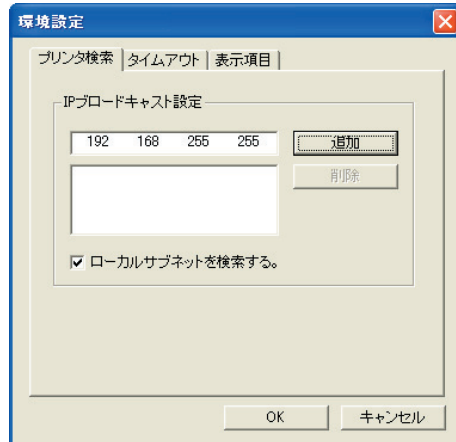 環境設定
プリンタ検索 タイムアウト 表示項目
IPブロードキャスト設定
192 168 255 255 追加
削除
ローカルサブネットを検索する。
OK キャンセル